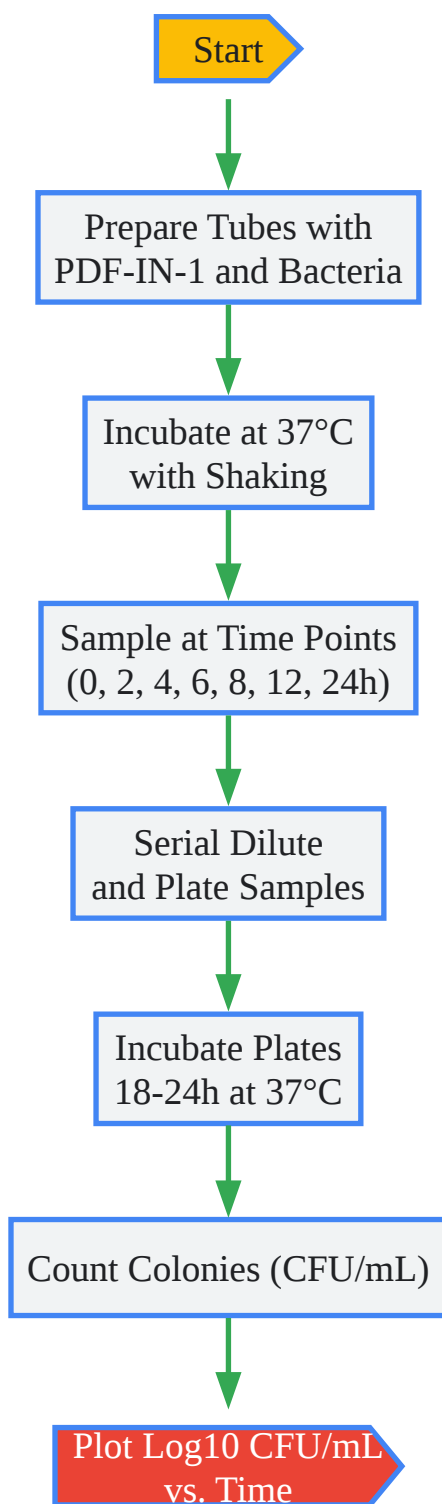 Start
Prepare Tubes with
PDF-IN-1 and Bacteria
Incubate at 37°C
with Shaking
Sample at Time Points
(0, 2, 4, 6, 8, 12, 24h)
Serial Dilute
and Plate Samples
Incubate Plates
18-24h at 37°C
Count Colonies (CFU/mL)
Plot Log10 CFU/mL
vs. Time